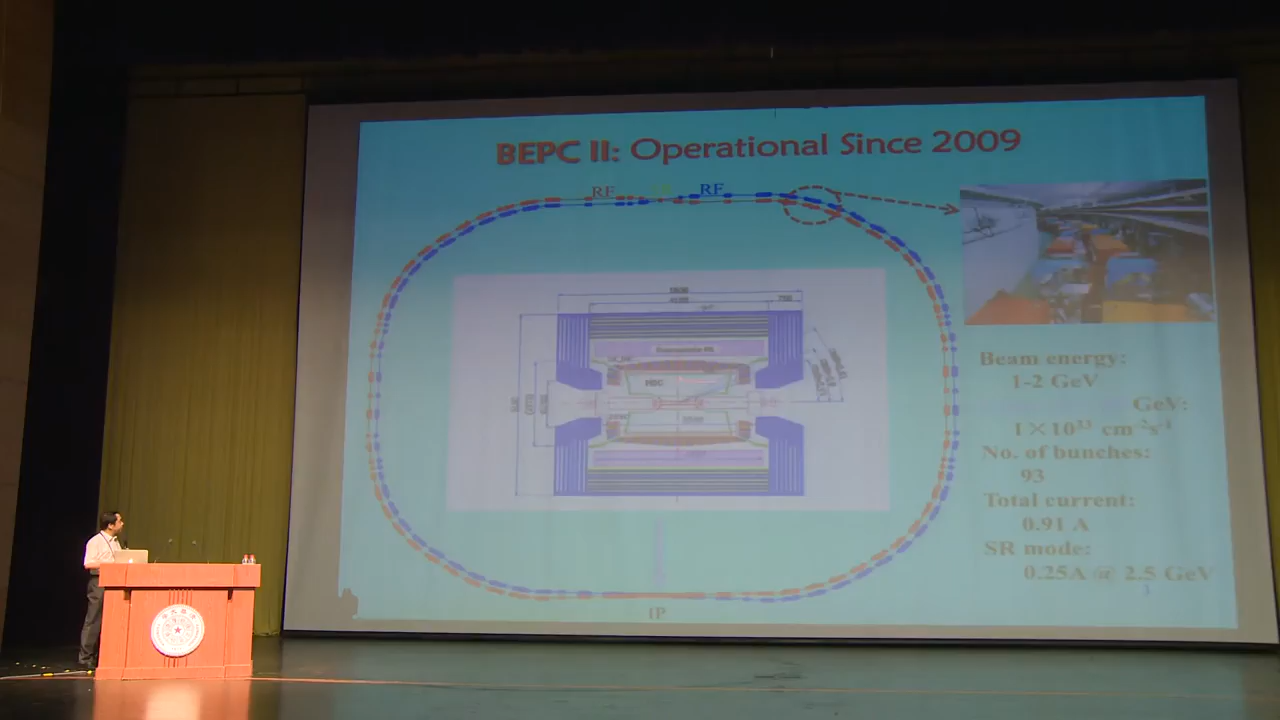 BEPC II: Operational Since 2009
RF
RF
Beam energy:
1-2 GeV
GeV:
1×10³³ cm⁻²s⁻¹
No. of bunches:
93
Total current:
0.91 A
SR mode:
0.25A @ 2.5 GeV
MDC
IP